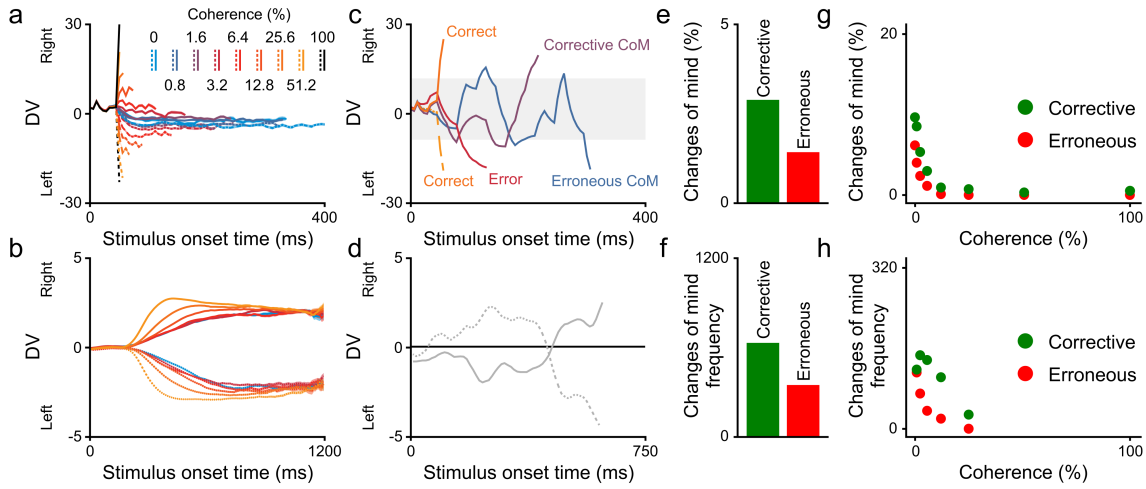 a
Coherence (%)
0 1.6 6.4 25.6 100
0.8 3.2 12.8 51.2
30
0
-30
Right
DV
Left
0 400
Stimulus onset time (ms)
c
30
0
-30
Right
DV
Left
Correct
Corrective CoM
Correct
Error
Erroneous CoM
0 400
Stimulus onset time (ms)
e
Changes of mind (%)
5
0
Corrective
Erroneous
g
Changes of mind (%)
20
0
Corrective
Erroneous
0 100
Coherence (%)
b
5
0
-5
Right
DV
Left
0 1200
Stimulus onset time (ms)
d
5
0
-5
Right
DV
Left
0 750
Stimulus onset time (ms)
f
Changes of mind
frequency
1200
0
Corrective
Erroneous
h
Changes of mind
frequency
320
0
Corrective
Erroneous
0 100
Coherence (%)